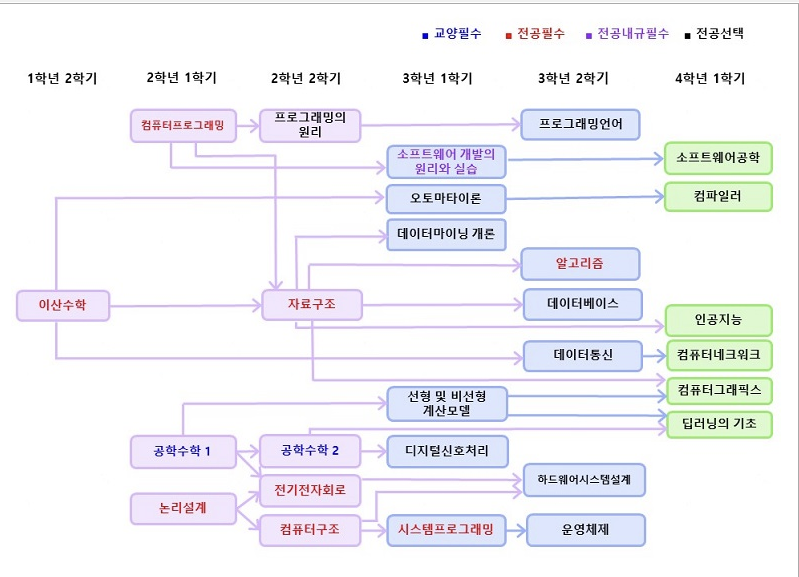 ■ 교양필수 ■ 전공필수 ■ 전공내규필수 ■ 전공선택
1학년 2학기 2학년 1학기 2학년 2학기 3학년 1학기 3학년 2학기 4학년 1학기
컴퓨터프로그래밍
프로그래밍의
원리
프로그래밍언어
소프트웨어 개발의
원리와 실습
소프트웨어공학
오토마타이론
컴파일러
데이터마이닝 개론
알고리즘
이산수학
자료구조
데이터베이스
인공지능
데이터통신
컴퓨터네크워크
컴퓨터그래픽스
선형 및 비선형
계산모델
딥러닝의 기초
공학수학 1
공학수학 2
디지털신호처리
전기전자회로
하드웨어시스템설계
논리설계
컴퓨터구조
시스템프로그래밍
운영체제